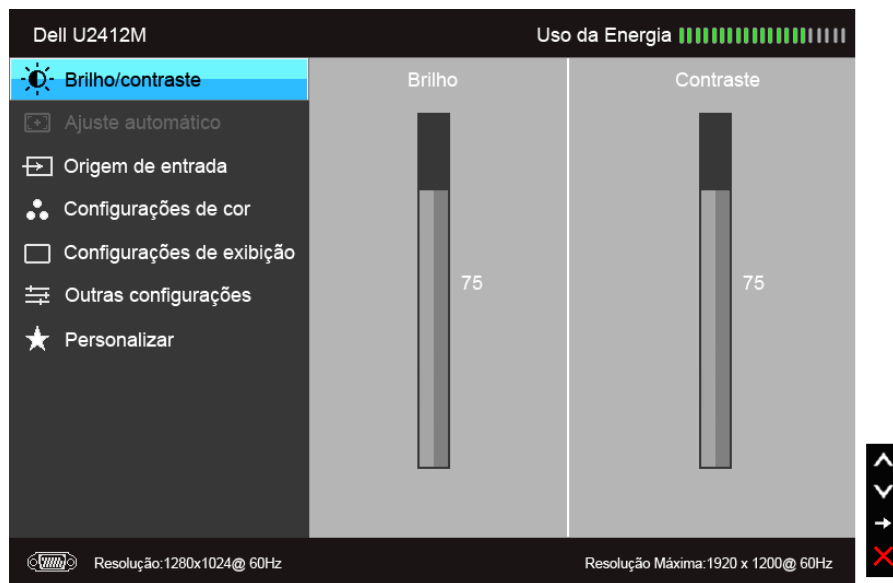 Dell U2412M
Uso da Energia
Brilho/contraste
Ajuste automático
Origem de entrada
Configurações de cor
Configurações de exibição
Outras configurações
Personalizar
Brilho
Contraste
75
75
Resolução:1280x1024@ 60Hz
Resolução Máxima:1920 x 1200@ 60Hz